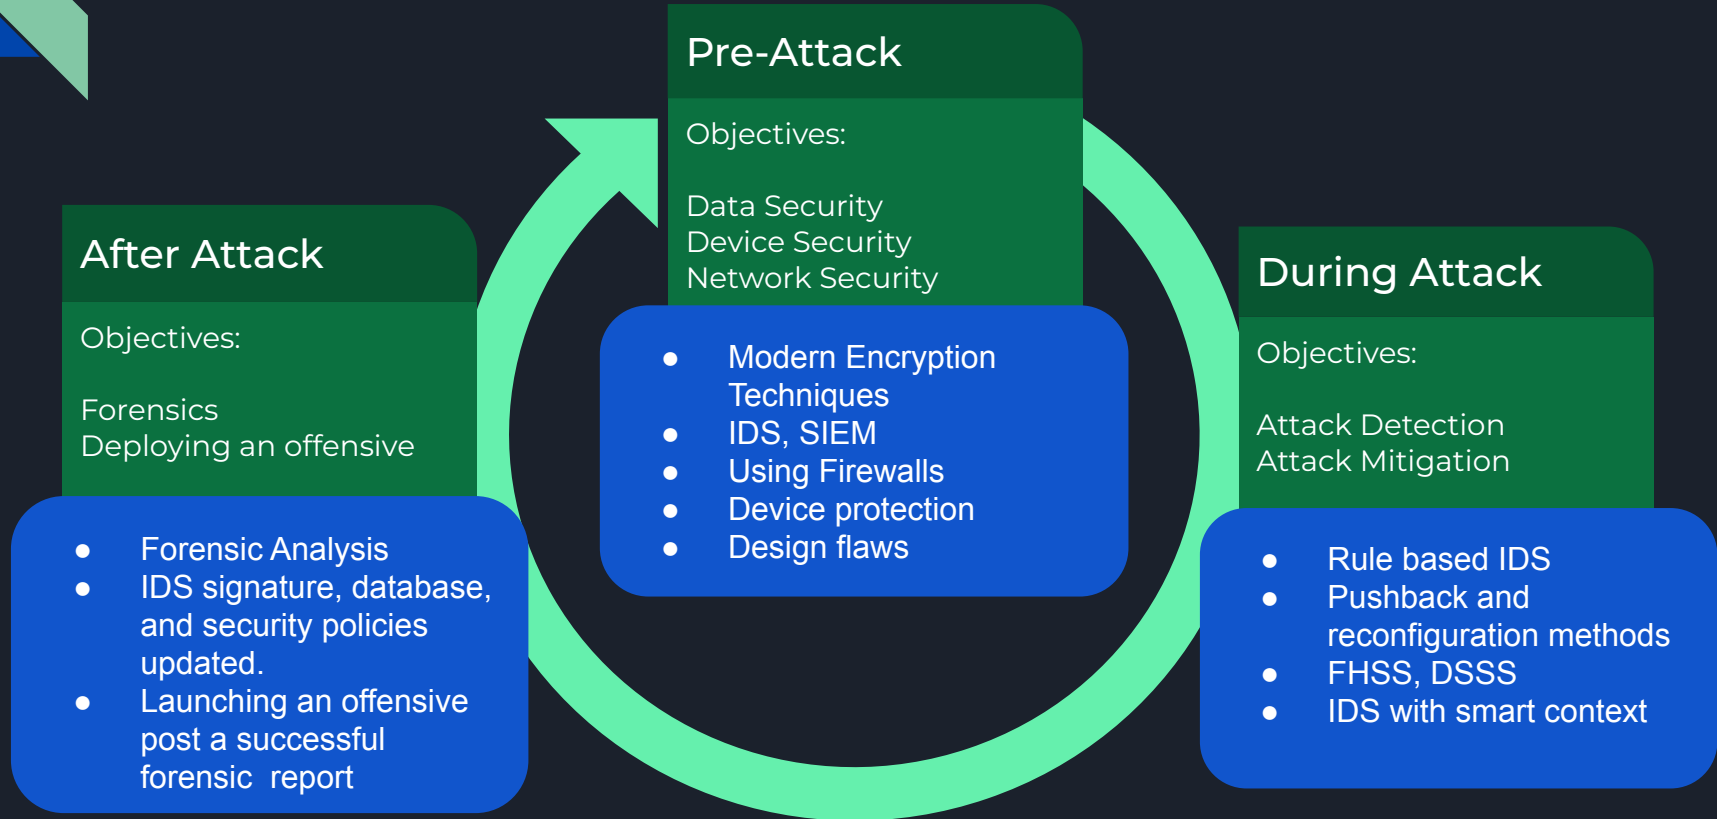 Pre-Attack
Objectives:
Data Security
Device Security
Network Security
● Modern Encryption
Techniques
● IDS, SIEM
● Using Firewalls
● Device protection
● Design flaws
During Attack
Objectives:
Attack Detection
Attack Mitigation
● Rule based IDS
● Pushback and
reconfiguration methods
● FHSS, DSSS
● IDS with smart context
After Attack
Objectives:
Forensics
Deploying an offensive
● Forensic Analysis
● IDS signature, database,
and security policies
updated.
● Launching an offensive
post a successful
forensic report